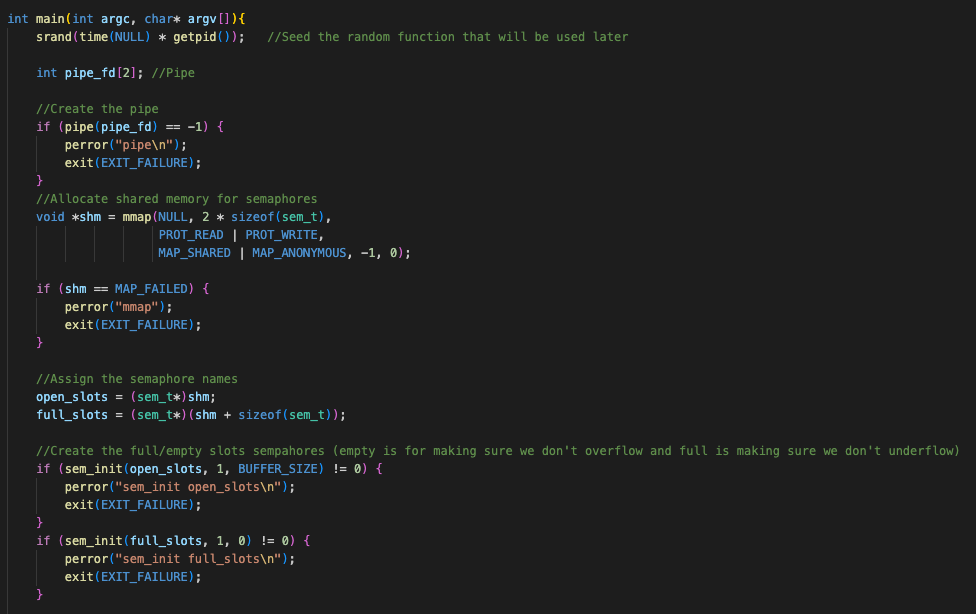 int main(int argc, char* argv[]){
    srand(time(NULL) * getpid());   //Seed the random function that will be used later

    int pipe_fd[2]; //Pipe

    //Create the pipe
    if (pipe(pipe_fd) == -1) {
        perror("pipe\n");
        exit(EXIT_FAILURE);
    }
    //Allocate shared memory for semaphores
    void *shm = mmap(NULL, 2 * sizeof(sem_t),
                     PROT_READ | PROT_WRITE,
                     MAP_SHARED | MAP_ANONYMOUS, -1, 0);

    if (shm == MAP_FAILED) {
        perror("mmap");
        exit(EXIT_FAILURE);
    }

    //Assign the semaphore names
    open_slots = (sem_t*)shm;
    full_slots = (sem_t*)(shm + sizeof(sem_t));

    //Create the full/empty slots sempahores (empty is for making sure we don't overflow and full is making sure we don't underflow)
    if (sem_init(open_slots, 1, BUFFER_SIZE) != 0) {
        perror("sem_init open_slots\n");
        exit(EXIT_FAILURE);
    }
    if (sem_init(full_slots, 1, 0) != 0) {
        perror("sem_init full_slots\n");
        exit(EXIT_FAILURE);
    }